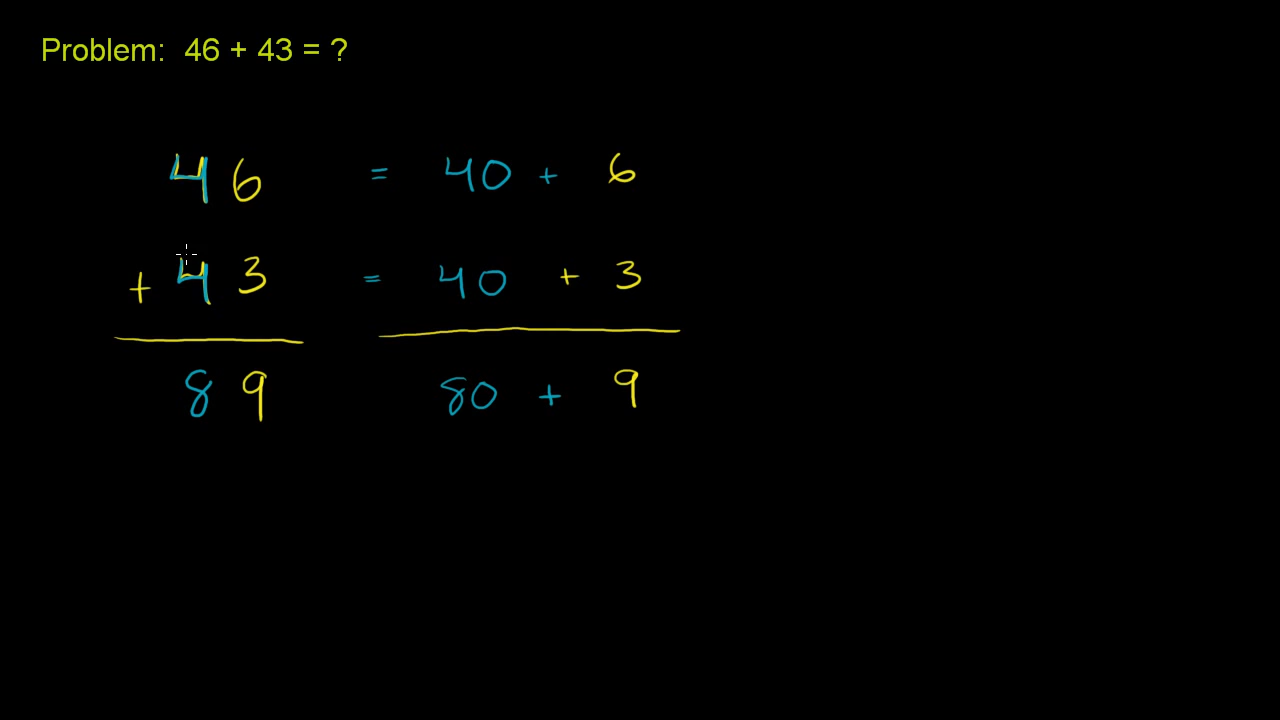 Problem: 46 + 43 = ?
46 = 40 + 6
+ 43 = 40 + 3
89 80 + 9